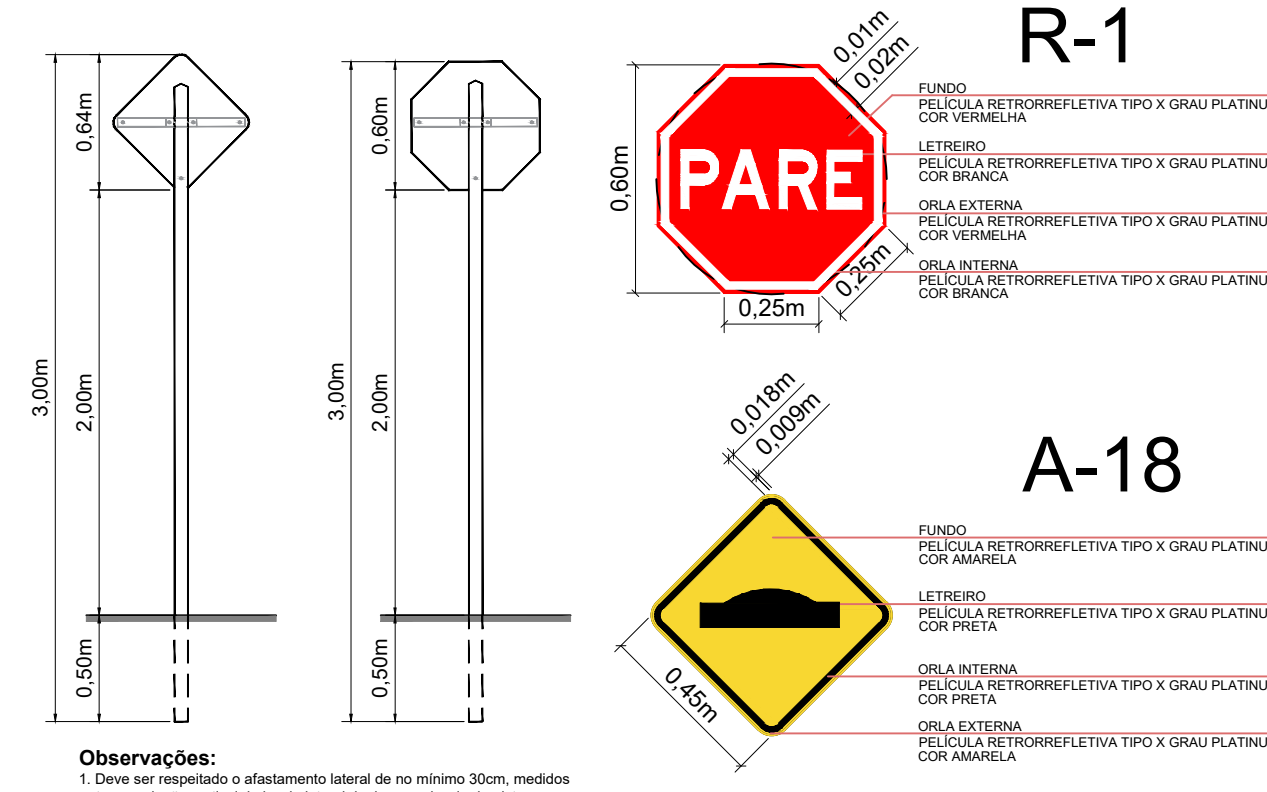 R-1
0,01m
0,02m
0,64m
0,60m
3,00m
2,00m
0,50m
3,00m
2,00m
0,50m
0,60m
PARE
0,25m
0,25m
FUNDO
PELÍCULA RETRORREFLETIVA TIPO X GRAU PLATINU
COR VERMELHA
LETREIRO
PELÍCULA RETRORREFLETIVA TIPO X GRAU PLATINU
COR BRANCA
ORLA EXTERNA
PELÍCULA RETRORREFLETIVA TIPO X GRAU PLATINU
COR VERMELHA
ORLA INTERNA
PELÍCULA RETRORREFLETIVA TIPO X GRAU PLATINU
COR BRANCA
A-18
0,018m
0,009m
0,45m
FUNDO
PELÍCULA RETRORREFLETIVA TIPO X GRAU PLATINU
COR AMARELA
LETREIRO
PELÍCULA RETRORREFLETIVA TIPO X GRAU PLATINU
COR PRETA
ORLA INTERNA
PELÍCULA RETRORREFLETIVA TIPO X GRAU PLATINU
COR PRETA
ORLA EXTERNA
PELÍCULA RETRORREFLETIVA TIPO X GRAU PLATINU
COR AMARELA
Observações:
1. Deve ser respeitado o afastamento lateral de no mínimo 30cm, medidos